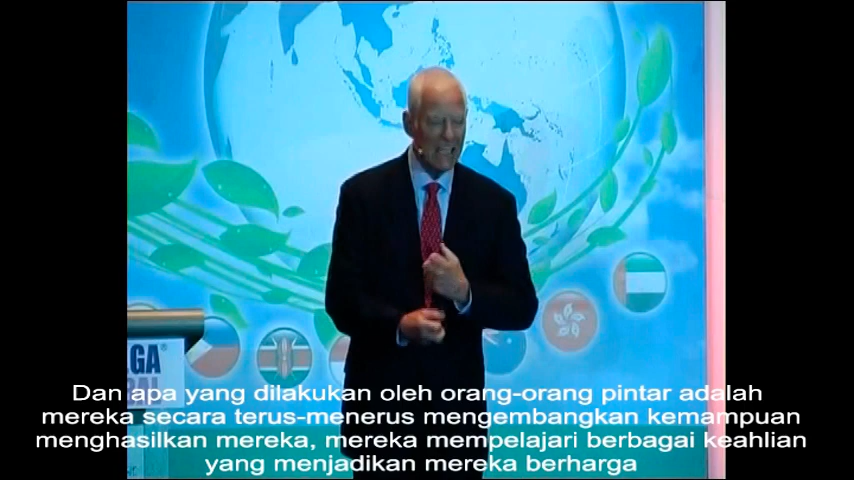 Dan apa yang dilakukan oleh orang-orang pintar adalah
mereka secara terus-menerus mengembangkan kemampuan
menghasilkan mereka, mereka mempelajari berbagai keahlian
yang menjadikan mereka berharga